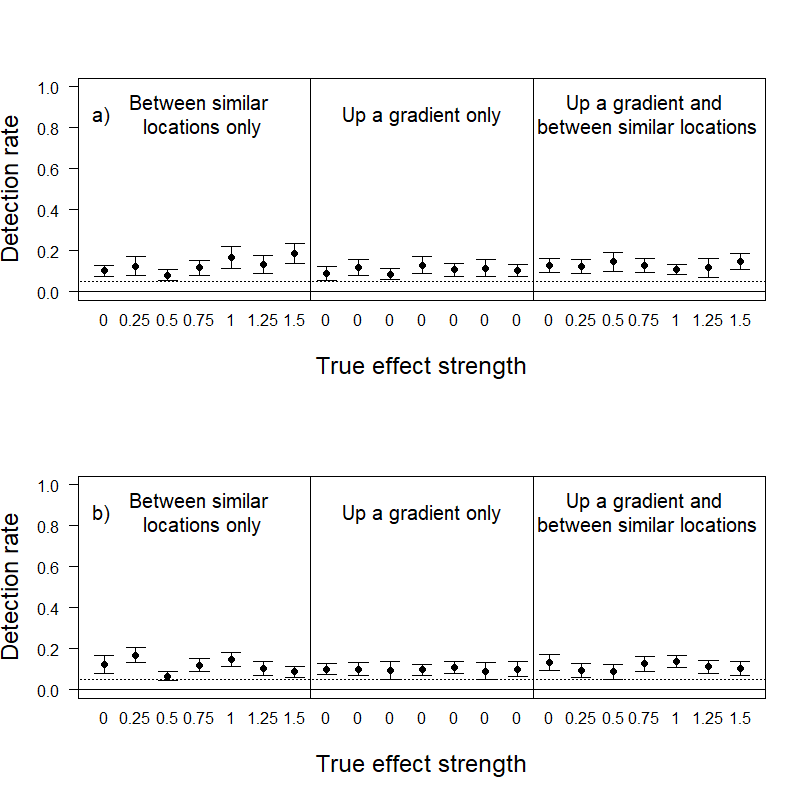 Detection rate
1.0
0.8
0.6
0.4
0.2
0.0
a)
Between similar
locations only
Up a gradient only
Up a gradient and
between similar locations
0 0.25 0.5 0.75 1 1.25 1.5 0 0 0 0 0 0 0 0 0.25 0.5 0.75 1 1.25 1.5
True effect strength
Detection rate
1.0
0.8
0.6
0.4
0.2
0.0
b)
Between similar
locations only
Up a gradient only
Up a gradient and
between similar locations
0 0.25 0.5 0.75 1 1.25 1.5 0 0 0 0 0 0 0 0 0.25 0.5 0.75 1 1.25 1.5
True effect strength